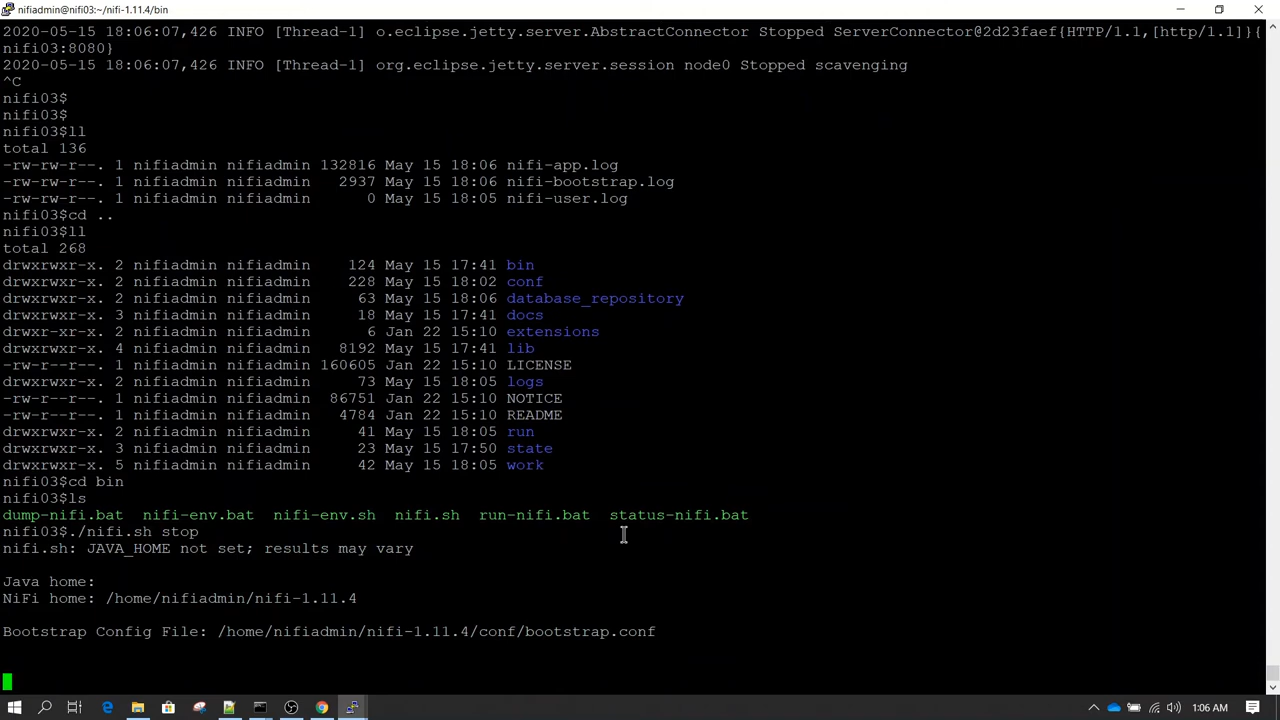 nifiadmin@nifi03:~/nifi-1.11.4/bin
2020-05-15 18:06:07,426 INFO [Thread-1] o.eclipse.jetty.server.AbstractConnector Stopped ServerConnector@2d23faef{HTTP/1.1,[http/1.1]}{
nifi03:8080}
2020-05-15 18:06:07,426 INFO [Thread-1] org.eclipse.jetty.server.session node0 Stopped scavenging
^C
nifi03$
nifi03$
nifi03$ll
total 136
-rw-rw-r--. 1 nifiadmin nifiadmin 132816 May 15 18:06 nifi-app.log
-rw-rw-r--. 1 nifiadmin nifiadmin   2937 May 15 18:06 nifi-bootstrap.log
-rw-rw-r--. 1 nifiadmin nifiadmin      0 May 15 18:05 nifi-user.log
nifi03$cd ..
nifi03$ll
total 268
drwxrwxr-x. 2 nifiadmin nifiadmin    124 May 15 17:41 bin
drwxrwxr-x. 2 nifiadmin nifiadmin    228 May 15 18:02 conf
drwxrwxr-x. 2 nifiadmin nifiadmin     63 May 15 18:06 database_repository
drwxrwxr-x. 3 nifiadmin nifiadmin     18 May 15 17:41 docs
drwxrwxr-x. 2 nifiadmin nifiadmin      6 Jan 22 15:10 extensions
drwxrwxr-x. 4 nifiadmin nifiadmin   8192 May 15 17:41 lib
-rw-r--r--. 1 nifiadmin nifiadmin 160605 Jan 22 15:10 LICENSE
drwxrwxr-x. 2 nifiadmin nifiadmin     73 May 15 18:05 logs
-rw-r--r--. 1 nifiadmin nifiadmin  86751 Jan 22 15:10 NOTICE
-rw-r--r--. 1 nifiadmin nifiadmin   4784 Jan 22 15:10 README
drwxrwxr-x. 2 nifiadmin nifiadmin     41 May 15 18:05 run
drwxrwxr-x. 3 nifiadmin nifiadmin     23 May 15 17:50 state
drwxrwxr-x. 5 nifiadmin nifiadmin     42 May 15 18:05 work
nifi03$cd bin
nifi03$ls
dump-nifi.bat  nifi-env.bat  nifi-env.sh  nifi.sh  run-nifi.bat  status-nifi.bat
nifi03$./nifi.sh stop
nifi.sh: JAVA_HOME not set; results may vary
Java home:
NiFi home: /home/nifiadmin/nifi-1.11.4
Bootstrap Config File: /home/nifiadmin/nifi-1.11.4/conf/bootstrap.conf
1:06 AM